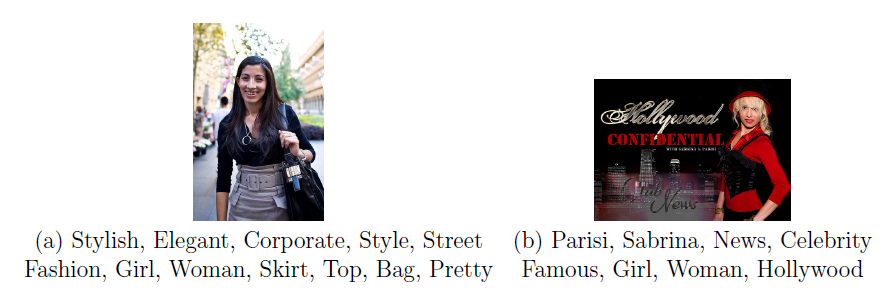 Hollywood
CONFIDENTIAL
WITH SABRINA A PARISI
Club
News
(a) Stylish, Elegant, Corporate, Style, Street
Fashion, Girl, Woman, Skirt, Top, Bag, Pretty
(b) Parisi, Sabrina, News, Celebrity
Famous, Girl, Woman, Hollywood